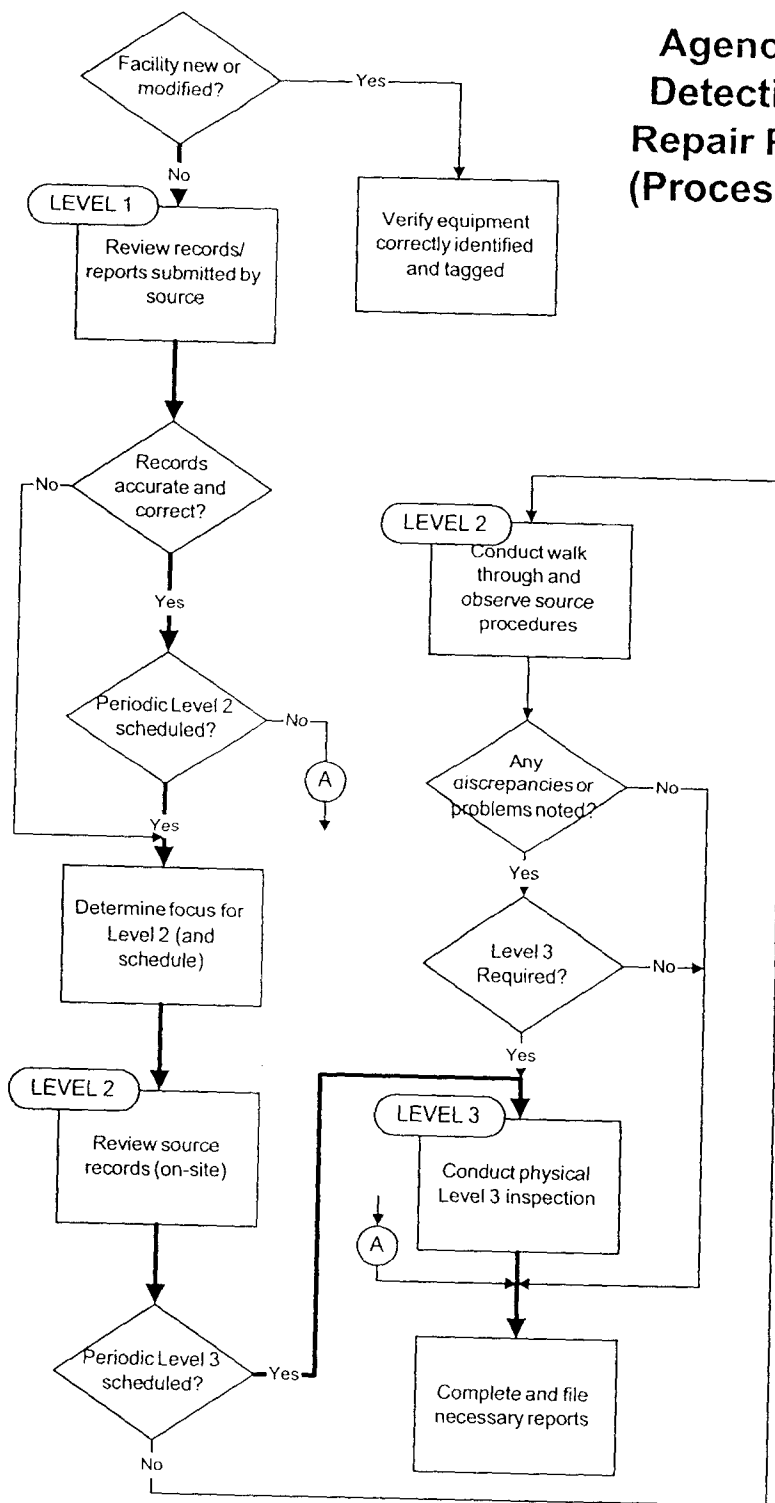 Agenc
Detecti
Repair P
(Proces
Facility new or
modified?
Yes
No
LEVEL 1
Review records/
reports submitted by
source
Verify equipment
correctly identified
and tagged
Records
accurate and
correct?
No
Yes
Periodic Level 2
scheduled?
No
A
Yes
Determine focus for
Level 2 (and
schedule)
LEVEL 2
Review source
records (on-site)
Periodic Level 3
scheduled?
Yes
No
LEVEL 2
Conduct walk
through and
observe source
procedures
Any
discrepancies or
problems noted?
No
Yes
Level 3
Required?
No
Yes
LEVEL 3
Conduct physical
Level 3 inspection
A
Complete and file
necessary reports